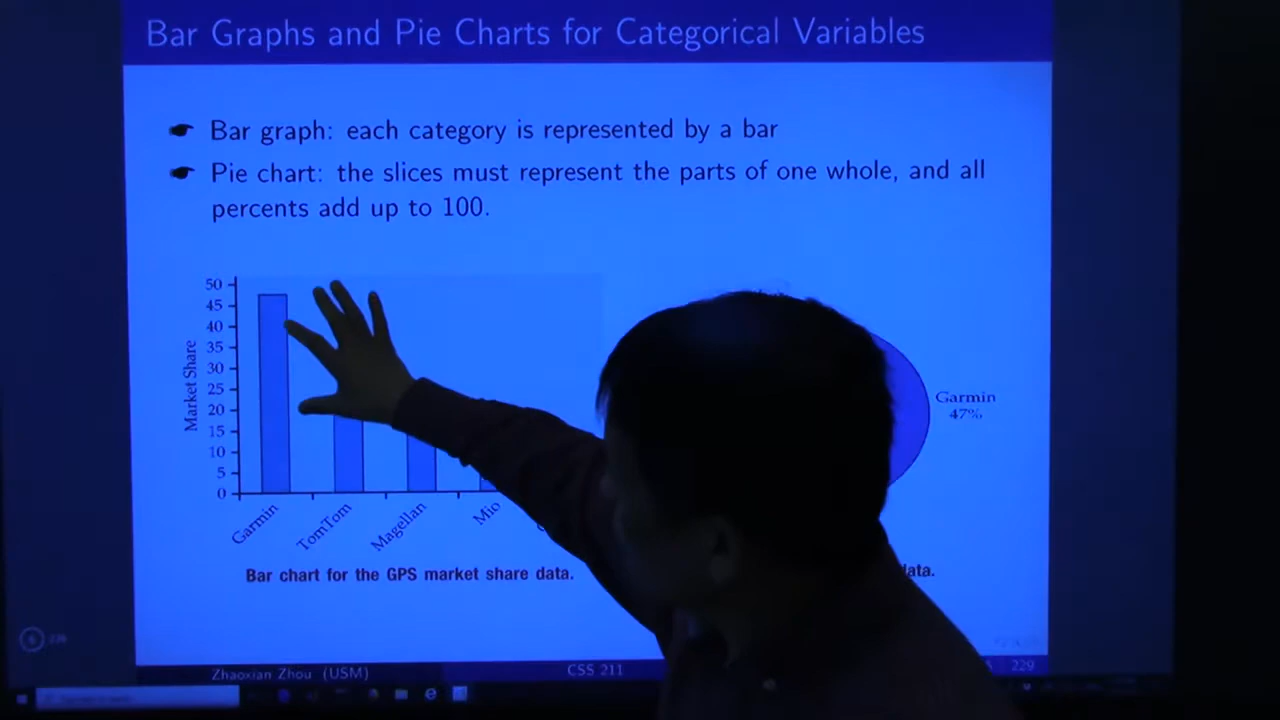 Bar Graphs and Pie Charts for Categorical Variables
Bar graph: each category is represented by a bar
Pie chart: the slices must represent the parts of one whole, and all
percents add up to 100.
50
45
40
35
30
25
20
15
10
5
0
Market Share
Garmin
TomTom
Magellan
Mio
Garmin
47%
Bar chart for the GPS market share data.
data.
Zhaoxian Zhou (USM)
CSS 211
229